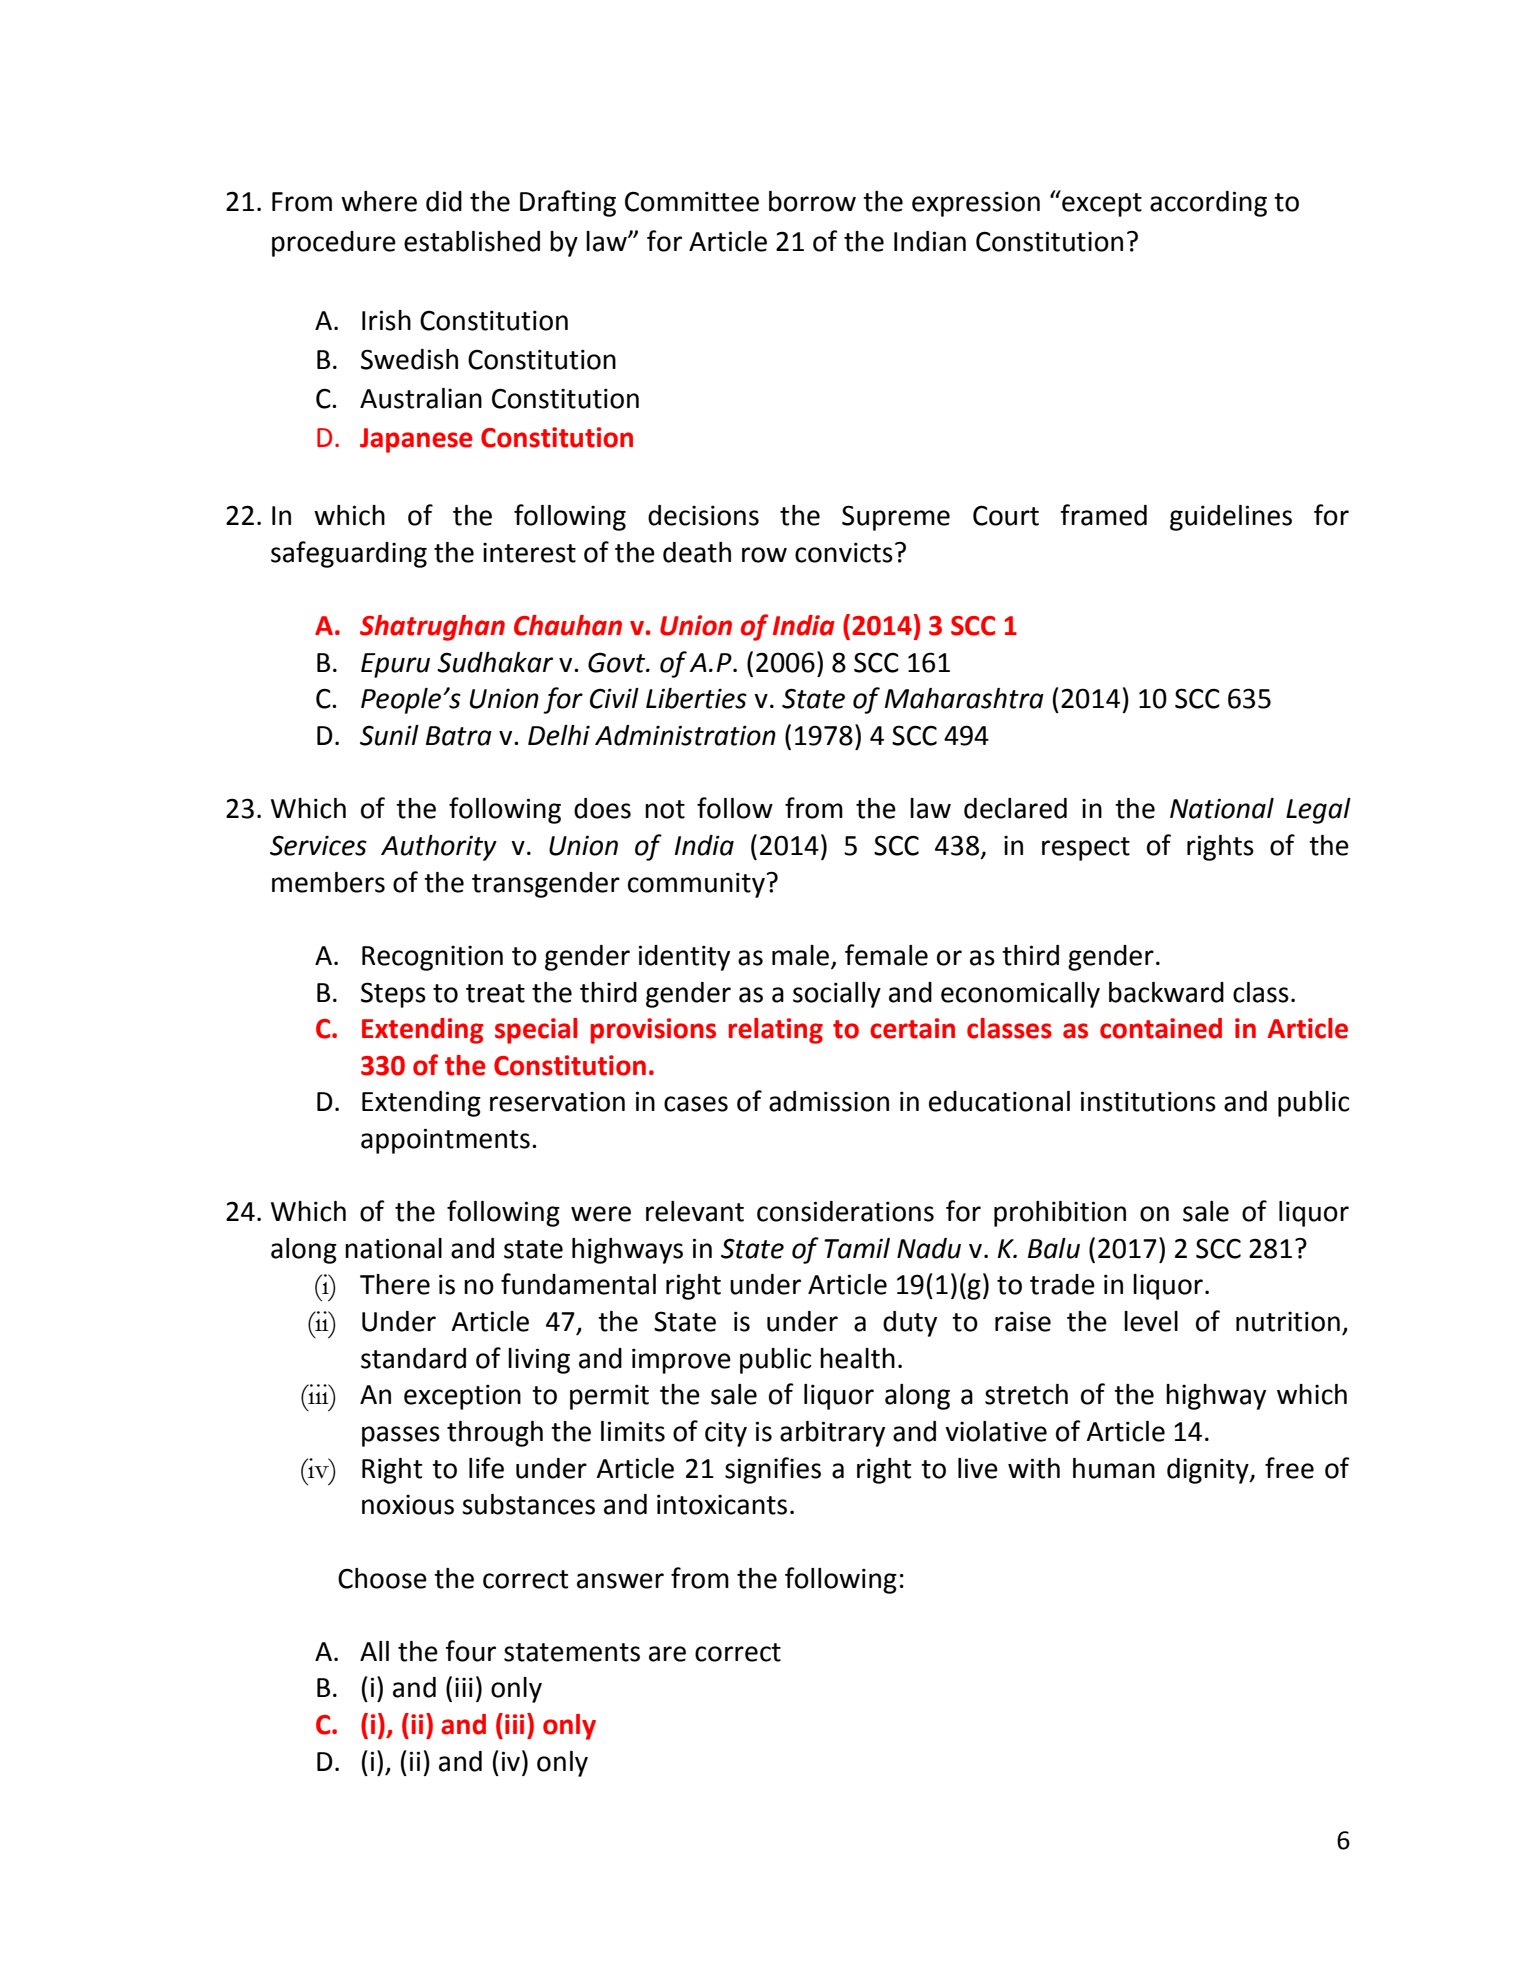 21. From where did the Drafting Committee borrow the expression “except according to
procedure established by law” for Article 21 of the Indian Constitution?
A. Irish Constitution
B. Swedish Constitution
C. Australian Constitution
D. Japanese Constitution
22. In which of the following decisions the Supreme Court framed guidelines for
safeguarding the interest of the death row convicts?
A. Shatrughan Chauhan v. Union of India (2014) 3 SCC 1
B. Epuru Sudhakar v. Govt. of A.P. (2006) 8 SCC 161
C. People’s Union for Civil Liberties v. State of Maharashtra (2014) 10 SCC 635
D. Sunil Batra v. Delhi Administration (1978) 4 SCC 494
23. Which of the following does not follow from the law declared in the National Legal
Services Authority v. Union of India (2014) 5 SCC 438, in respect of rights of the
members of the transgender community?
A. Recognition to gender identity as male, female or as third gender.
B. Steps to treat the third gender as a socially and economically backward class.
C. Extending special provisions relating to certain classes as contained in Article
330 of the Constitution.
D. Extending reservation in cases of admission in educational institutions and public
appointments.
24. Which of the following were relevant considerations for prohibition on sale of liquor
along national and state highways in State of Tamil Nadu v. K. Balu (2017) 2 SCC 281?
(i) There is no fundamental right under Article 19(1)(g) to trade in liquor.
(ii) Under Article 47, the State is under a duty to raise the level of nutrition,
standard of living and improve public health.
(iii) An exception to permit the sale of liquor along a stretch of the highway which
passes through the limits of city is arbitrary and violative of Article 14.
(iv) Right to life under Article 21 signifies a right to live with human dignity, free of
noxious substances and intoxicants.
Choose the correct answer from the following:
A. All the four statements are correct
B. (i) and (iii) only
C. (i), (ii) and (iii) only
D. (i), (ii) and (iv) only
6